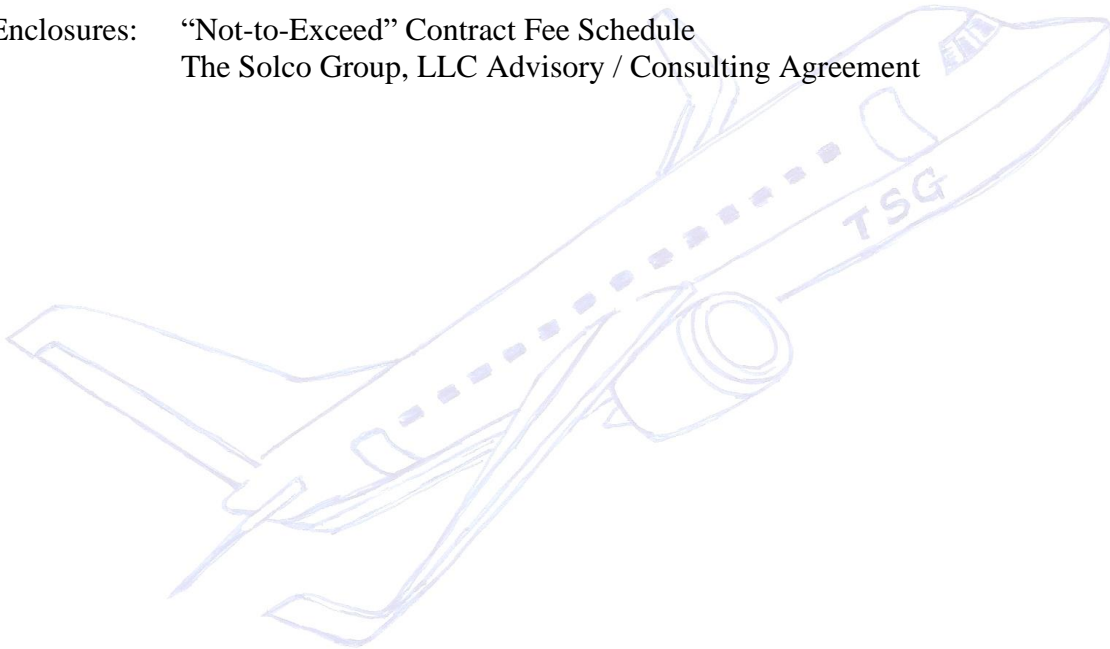 Enclosures: “Not-to-Exceed” Contract Fee Schedule
The Solco Group, LLC Advisory / Consulting Agreement
TSG